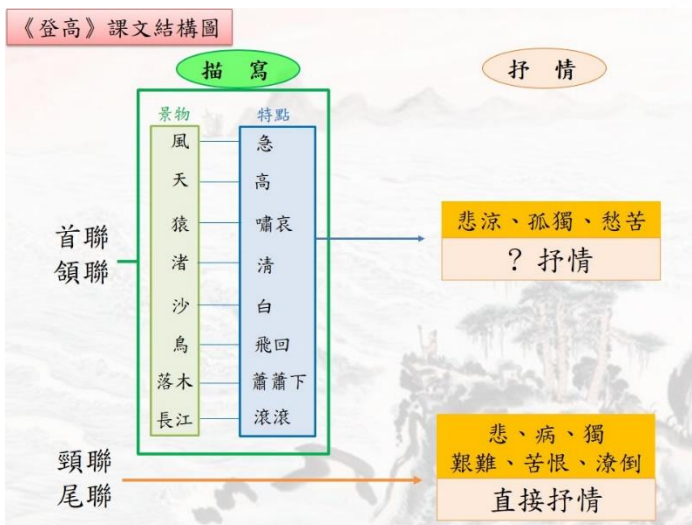 《登高》課文結構圖
描 寫
抒 情
景物 特點
風 急
天 高
猿 嘯哀
渚 清
沙 白
鳥 飛回
落木 蕭蕭下
長江 滾滾
首聯
頷聯
悲涼、孤獨、愁苦
? 抒情
頸聯
尾聯
悲、病、獨
艱難、苦恨、潦倒
直接抒情